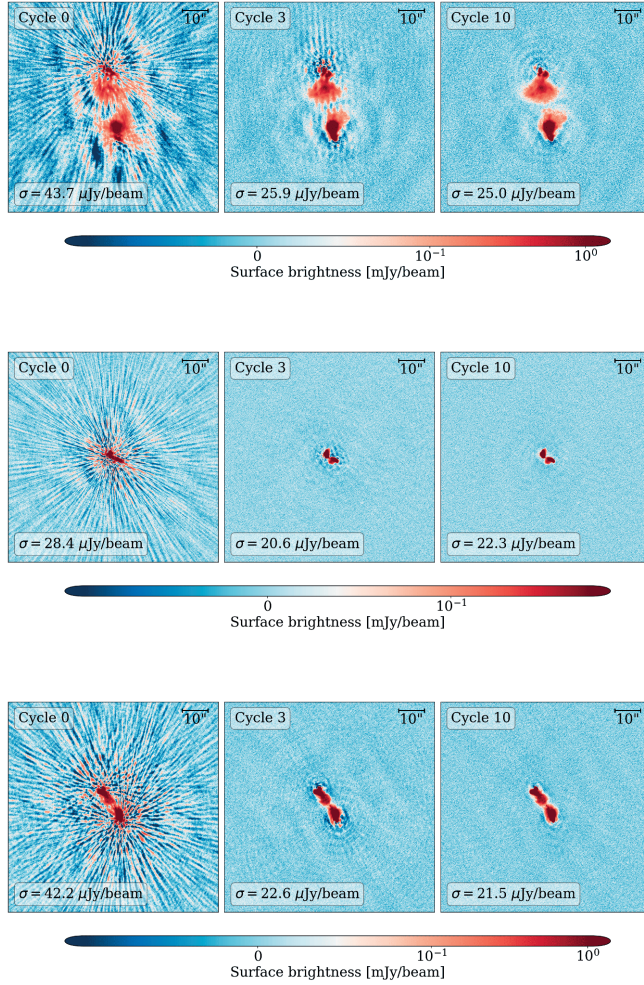 Cycle 0 10"
Cycle 3 10"
Cycle 10 10"
σ = 43.7 μJy/beam
σ = 25.9 μJy/beam
σ = 25.0 μJy/beam
0 10⁻¹ 10⁰
Surface brightness [mJy/beam]
Cycle 0 10"
Cycle 3 10"
Cycle 10 10"
σ = 28.4 μJy/beam
σ = 20.6 μJy/beam
σ = 22.3 μJy/beam
0 10⁻¹
Surface brightness [mJy/beam]
Cycle 0 10"
Cycle 3 10"
Cycle 10 10"
σ = 42.2 μJy/beam
σ = 22.6 μJy/beam
σ = 21.5 μJy/beam
0 10⁻¹ 10⁰
Surface brightness [mJy/beam]